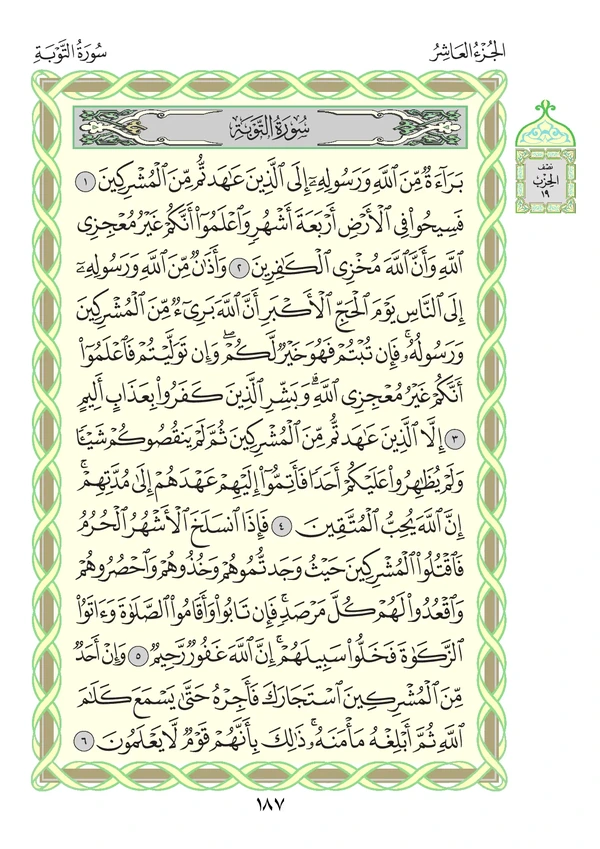 الجُزْءُ العَاشِرُ
سُورَةُ التَّوْبَةِ
سُورَةُ التَّوْبَةِ
نصْف
الحِزْب
١٩
بَرَآءَةٌ مِّنَ ٱللَّهِ وَرَسُولِهِۦٓ إِلَى ٱلَّذِينَ عَٰهَدتُّم مِّنَ ٱلْمُشْرِكِينَ ١
فَسِيحُوا۟ فِى ٱلْأَرْضِ أَرْبَعَةَ أَشْهُرٍ وَٱعْلَمُوٓا۟ أَنَّكُمْ غَيْرُ مُعْجِزِى
ٱللَّهِ وَأَنَّ ٱللَّهَ مُخْزِى ٱلْكَٰفِرِينَ ٢ وَأَذَٰنٌ مِّنَ ٱللَّهِ وَرَسُولِهِۦٓ
إِلَى ٱلنَّاسِ يَوْمَ ٱلْحَجِّ ٱلْأَكْبَرِ أَنَّ ٱللَّهَ بَرِىٓءٌ مِّنَ ٱلْمُشْرِكِينَ
وَرَسُولُهُۥ ۚ فَإِن تُبْتُمْ فَهُوَ خَيْرٌ لَّكُمْ ۖ وَإِن تَوَلَّيْتُمْ فَٱعْلَمُوٓا۟
أَنَّكُمْ غَيْرُ مُعْجِزِى ٱللَّهِ ۗ وَبَشِّرِ ٱلَّذِينَ كَفَرُوا۟ بِعَذَابٍ أَلِيمٍ
٣ إِلَّا ٱلَّذِينَ عَٰهَدتُّم مِّنَ ٱلْمُشْرِكِينَ ثُمَّ لَمْ يَنقُصُوكُمْ شَيْـًٔا
وَلَمْ يُظَٰهِرُوا۟ عَلَيْكُمْ أَحَدًا فَأَتِمُّوٓا۟ إِلَيْهِمْ عَهْدَهُمْ إِلَىٰ مُدَّتِهِمْ ۚ
إِنَّ ٱللَّهَ يُحِبُّ ٱلْمُتَّقِينَ ٤ فَإِذَا ٱنسَلَخَ ٱلْأَشْهُرُ ٱلْحُرُمُ
فَٱقْتُلُوا۟ ٱلْمُشْرِكِينَ حَيْثُ وَجَدتُّمُوهُمْ وَخُذُوهُمْ وَٱحْصُرُوهُمْ
وَٱقْعُدُوا۟ لَهُمْ كُلَّ مَرْصَدٍ ۚ فَإِن تَابُوا۟ وَأَقَامُوا۟ ٱلصَّلَوٰةَ وَءَاتَوُا۟
ٱلزَّكَوٰةَ فَخَلُّوا۟ سَبِيلَهُمْ ۚ إِنَّ ٱللَّهَ غَفُورٌ رَّحِيمٌ ٥ وَإِنْ أَحَدٌ
مِّنَ ٱلْمُشْرِكِينَ ٱسْتَجَارَكَ فَأَجِرْهُ حَتَّىٰ يَسْمَعَ كَلَٰمَ
ٱللَّهِ ثُمَّ أَبْلِغْهُ مَأْمَنَهُۥ ۚ ذَٰلِكَ بِأَنَّهُمْ قَوْمٌ لَّا يَعْلَمُونَ ٦
١٨٧